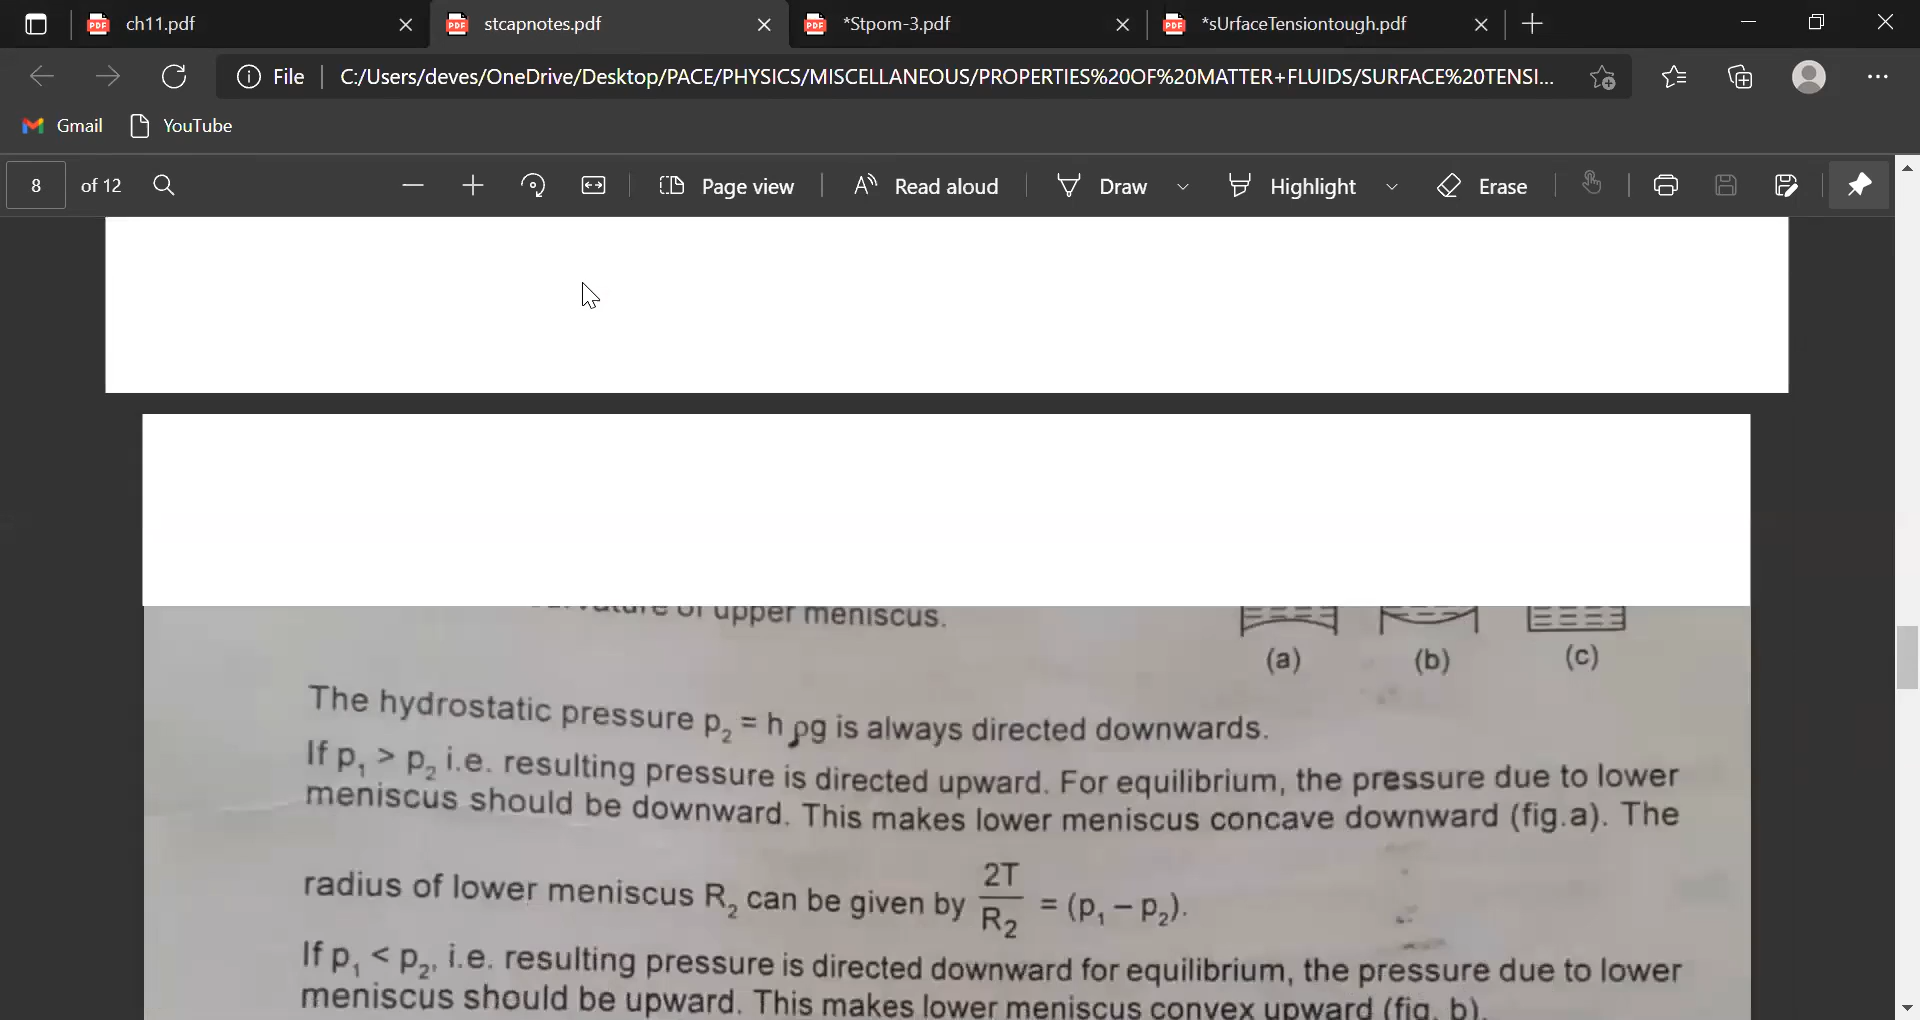 ch11.pdf
stcapnotes.pdf
*Stpom-3.pdf
*sUrfaceTensiontough.pdf
File
C:/Users/deves/OneDrive/Desktop/PACE/PHYSICS/MISCELLANEOUS/PROPERTIES%20OF%20MATTER+FLUIDS/SURFACE%20TENSI...
Gmail YouTube
8 of 12 Page view Read aloud Draw Highlight Erase
of upper meniscus.
(a) (b) (c)
The hydrostatic pressure p₂ = h ρg is always directed downwards.
If p₁ > p₂ i.e. resulting pressure is directed upward. For equilibrium, the pressure due to lower
meniscus should be downward. This makes lower meniscus concave downward (fig.a). The
radius of lower meniscus R₂ can be given by 2T/R₂ = (p₁ – p₂).
If p₁ < p₂, i.e. resulting pressure is directed downward for equilibrium, the pressure due to lower
meniscus should be upward. This makes lower meniscus convex upward (fig. b).